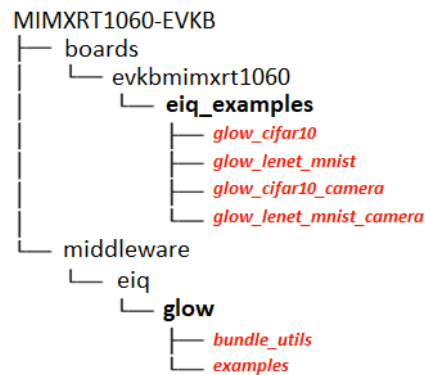 MIMXRT1060-EVKB
boards
evkbmimxrt1060
eiq_examples
glow_cifar10
glow_lenet_mnist
glow_cifar10_camera
glow_lenet_mnist_camera
middleware
eiq
glow
bundle_utils
examples